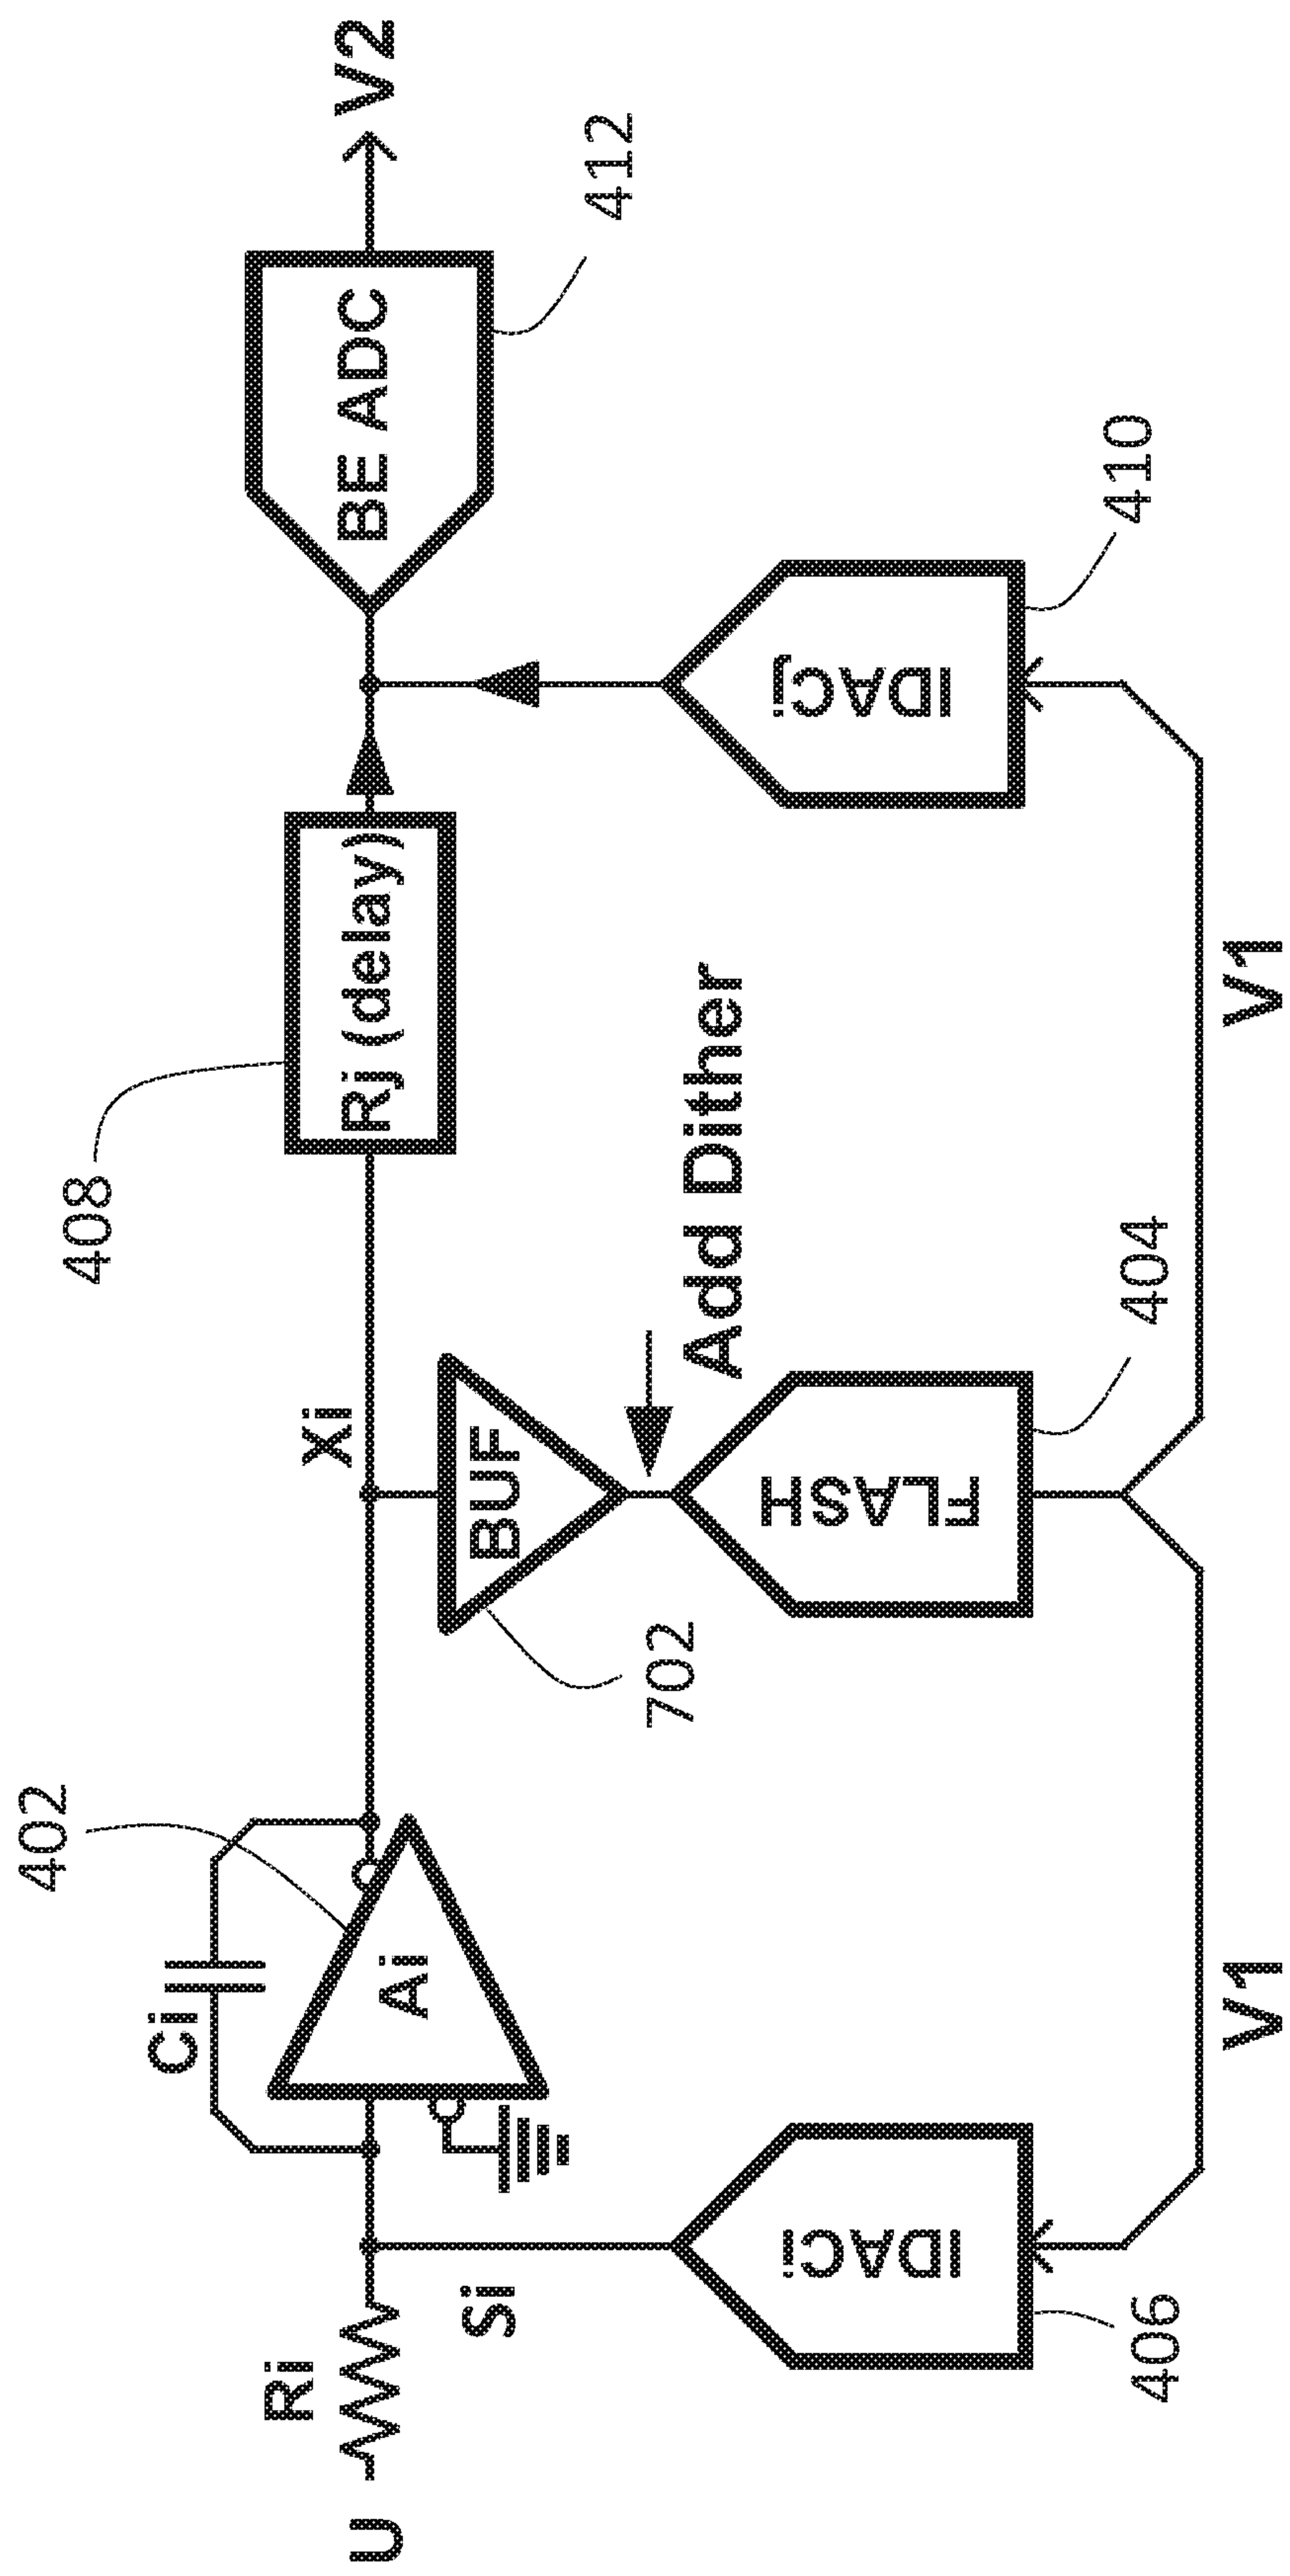 402
408
Ci
Ri
Xi
U
Ai
Rj (delay)
BE ADC
V2
Si
BUF
412
702
Add Dither
IDACi
FLASH
IDACj
406
404
410
V1
V1